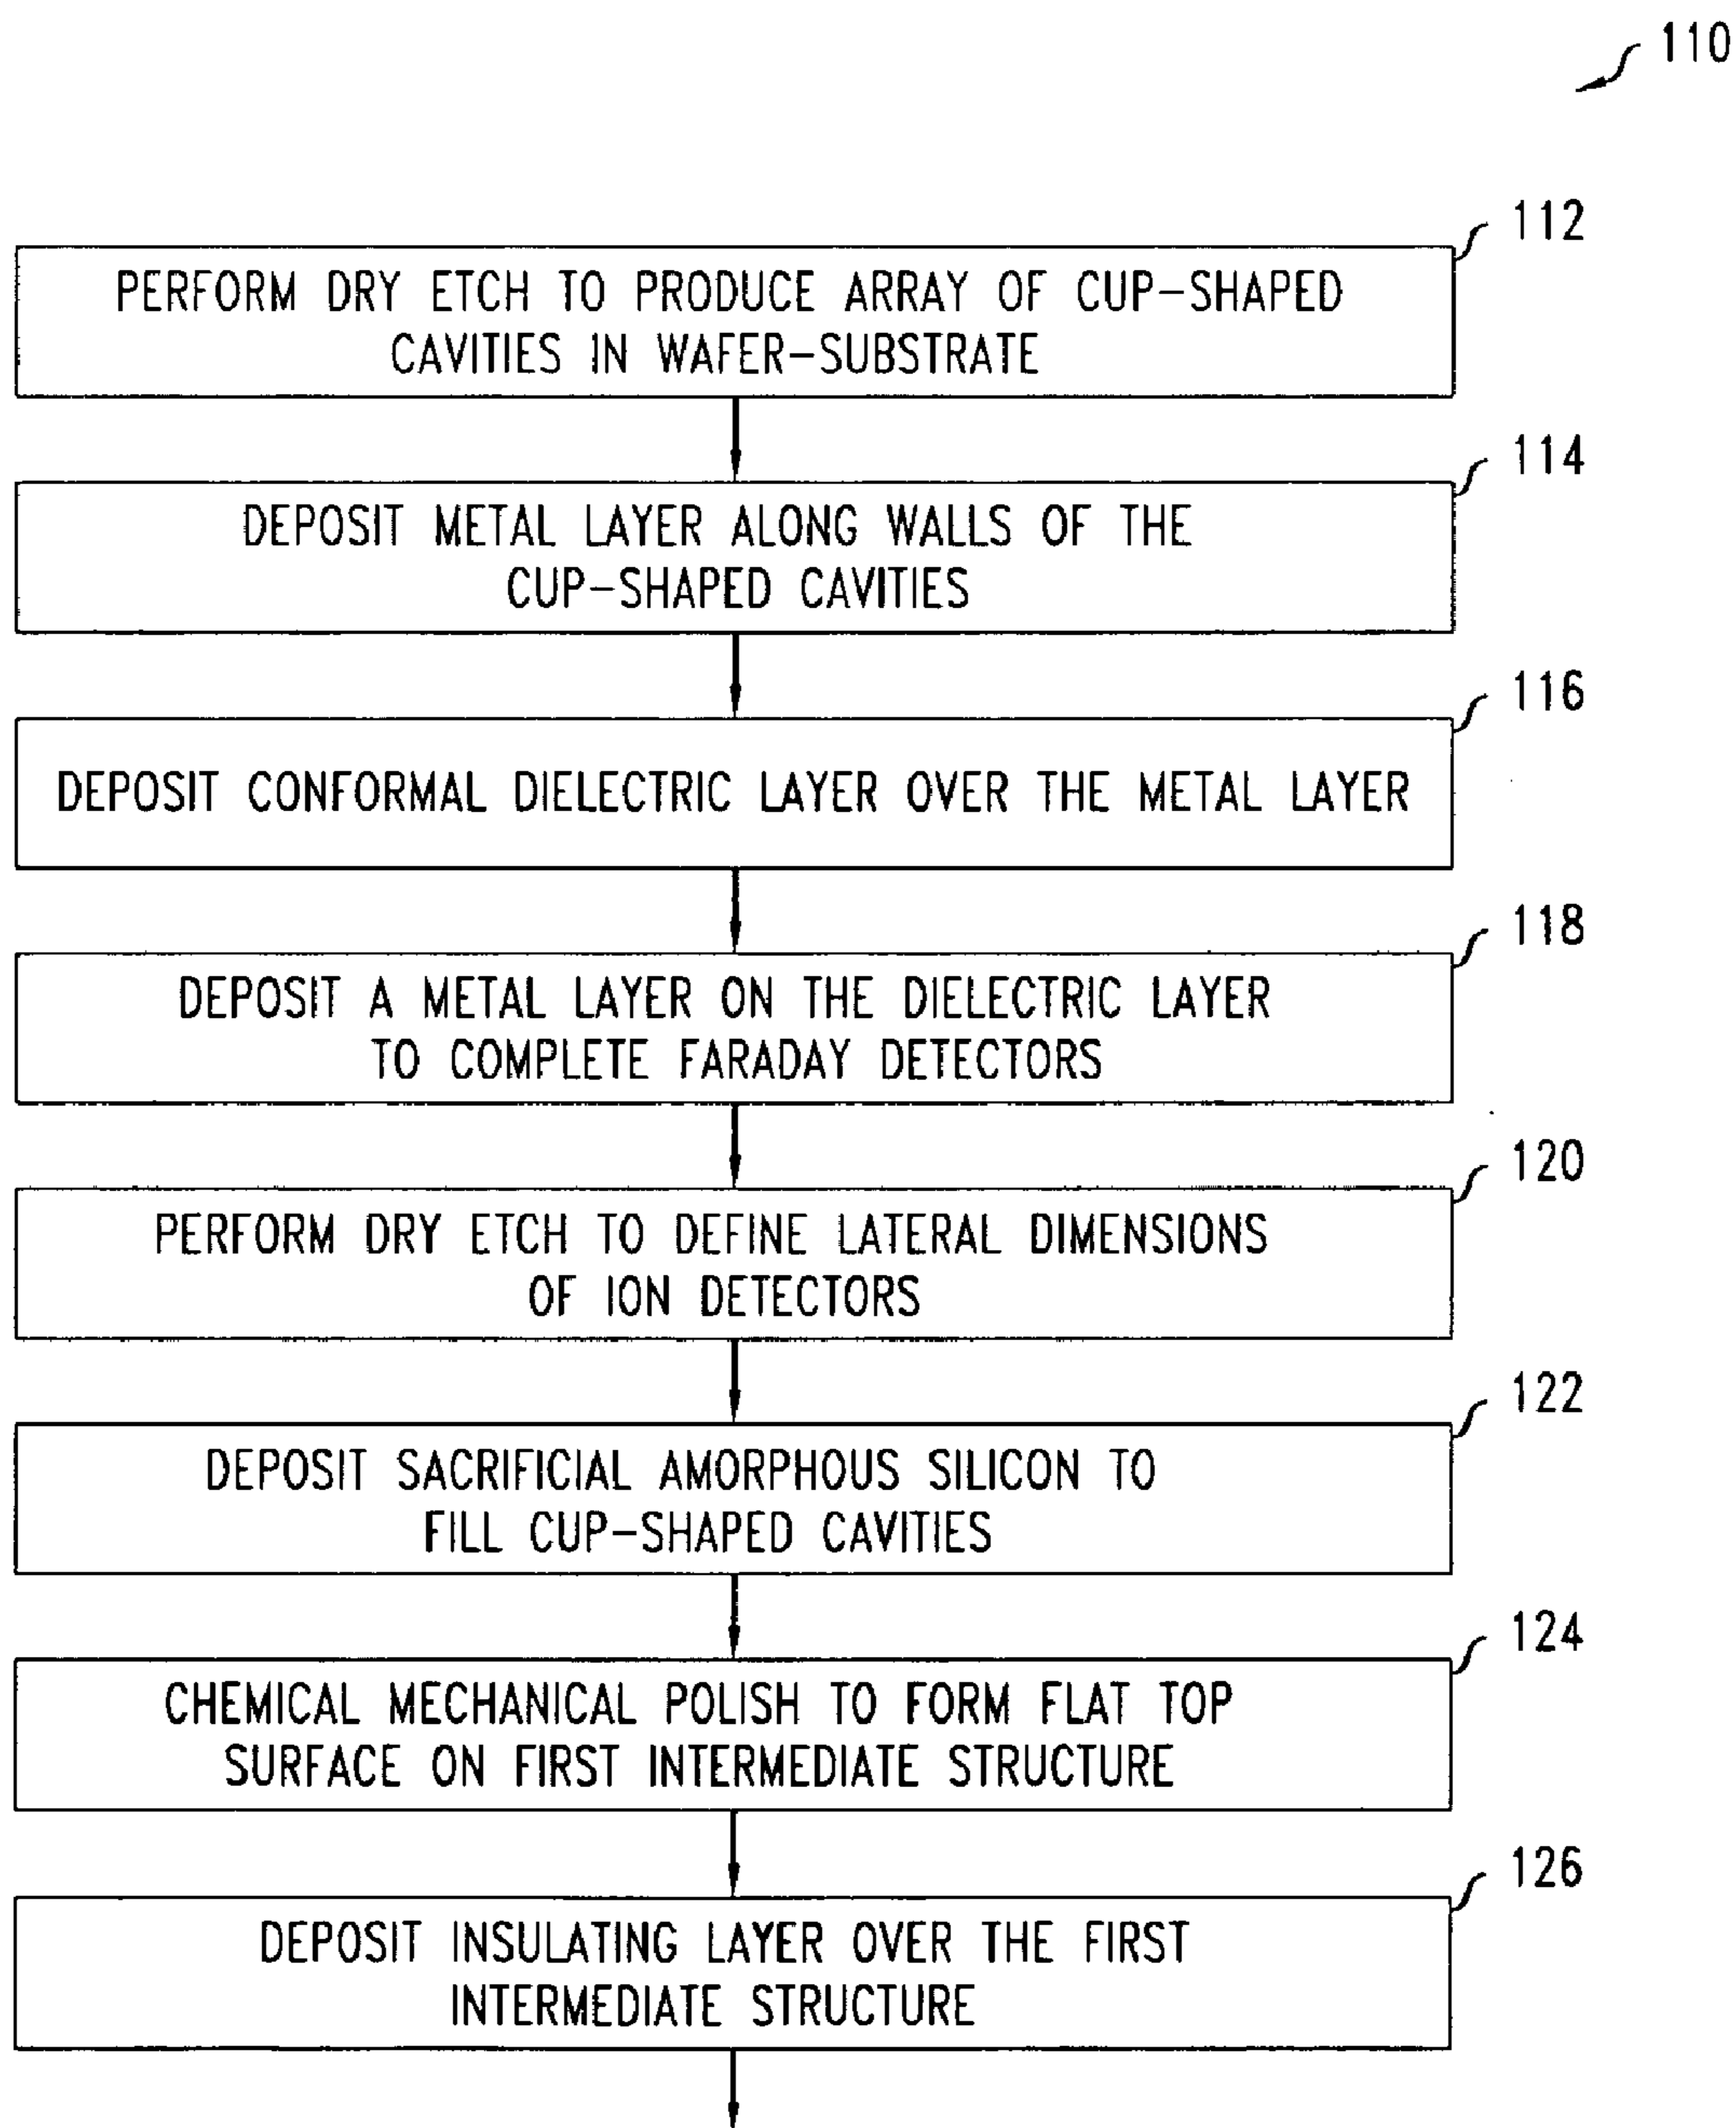 110
112
PERFORM DRY ETCH TO PRODUCE ARRAY OF CUP-SHAPED
CAVITIES IN WAFER-SUBSTRATE
114
DEPOSIT METAL LAYER ALONG WALLS OF THE
CUP-SHAPED CAVITIES
116
DEPOSIT CONFORMAL DIELECTRIC LAYER OVER THE METAL LAYER
118
DEPOSIT A METAL LAYER ON THE DIELECTRIC LAYER
TO COMPLETE FARADAY DETECTORS
120
PERFORM DRY ETCH TO DEFINE LATERAL DIMENSIONS
OF ION DETECTORS
122
DEPOSIT SACRIFICIAL AMORPHOUS SILICON TO
FILL CUP-SHAPED CAVITIES
124
CHEMICAL MECHANICAL POLISH TO FORM FLAT TOP
SURFACE ON FIRST INTERMEDIATE STRUCTURE
126
DEPOSIT INSULATING LAYER OVER THE FIRST
INTERMEDIATE STRUCTURE